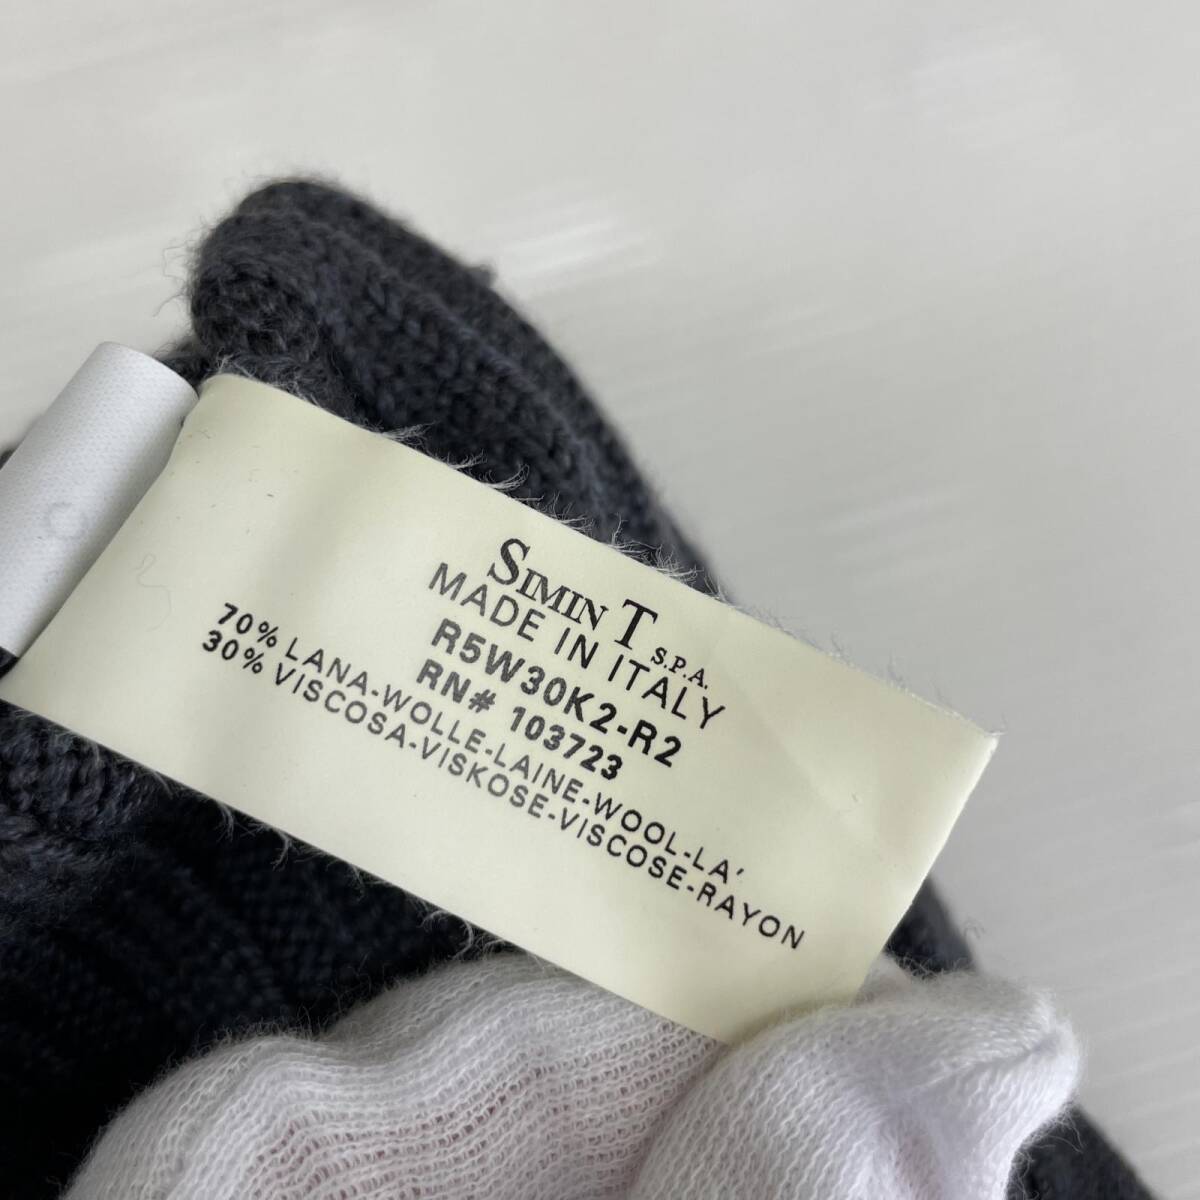 SIMIN T S.P.A.
MADE IN ITALY
R5W30K2-R2
RN# 103723
70% LANA-WOLLE-LAINE-WOOL-LA'
30% VISCOSA-VISKOSE-VISCOSE-RAYON